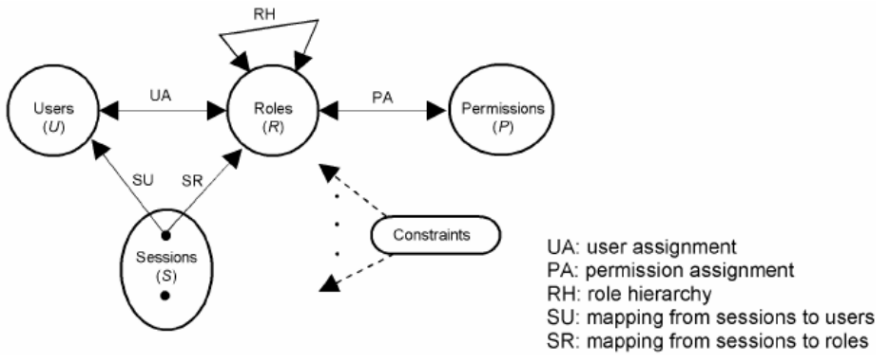 RH
Users
(U)
UA
Roles
(R)
PA
Permissions
(P)
SU
SR
Sessions
(S)
Constraints
UA: user assignment
PA: permission assignment
RH: role hierarchy
SU: mapping from sessions to users
SR: mapping from sessions to roles